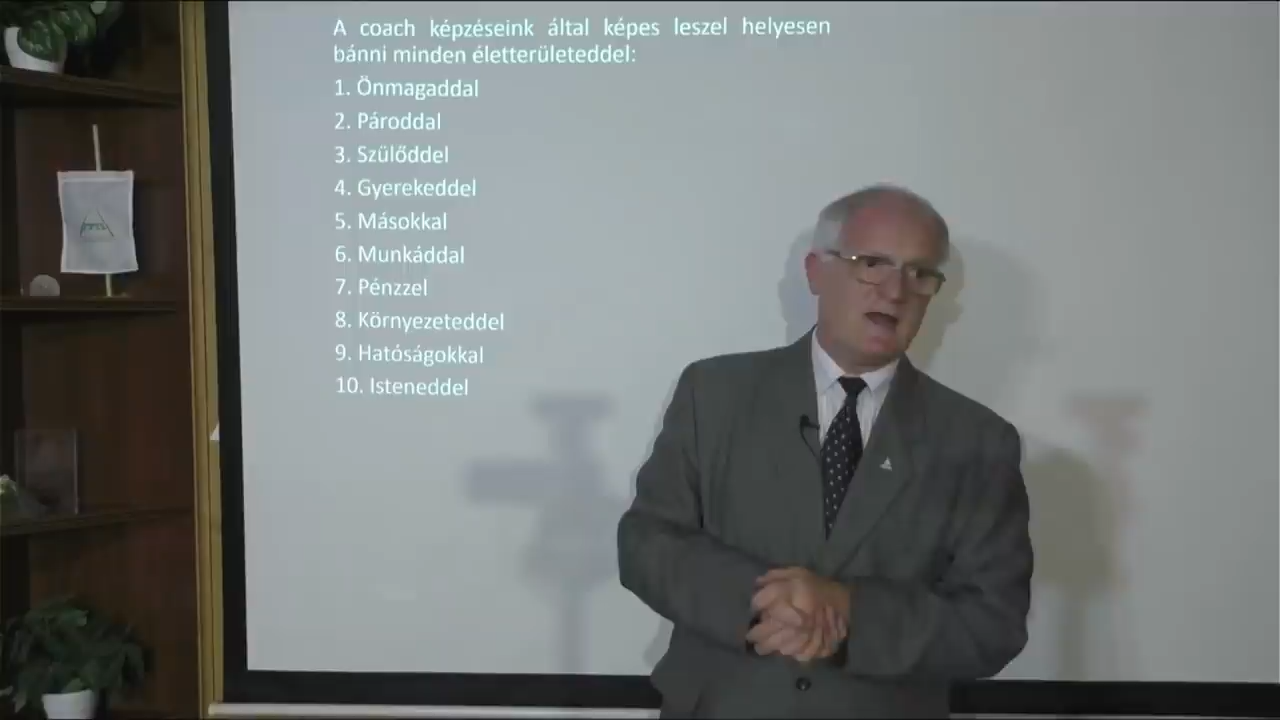 A coach képzéseink által képes leszel helyesen
bánni minden életterületeddel:
1. Önmagaddal
2. Pároddal
3. Szülőddel
4. Gyerekeddel
5. Másokkal
6. Munkáddal
7. Pénzzel
8. Környezeteddel
9. Hatóságokkal
10. Isteneddel